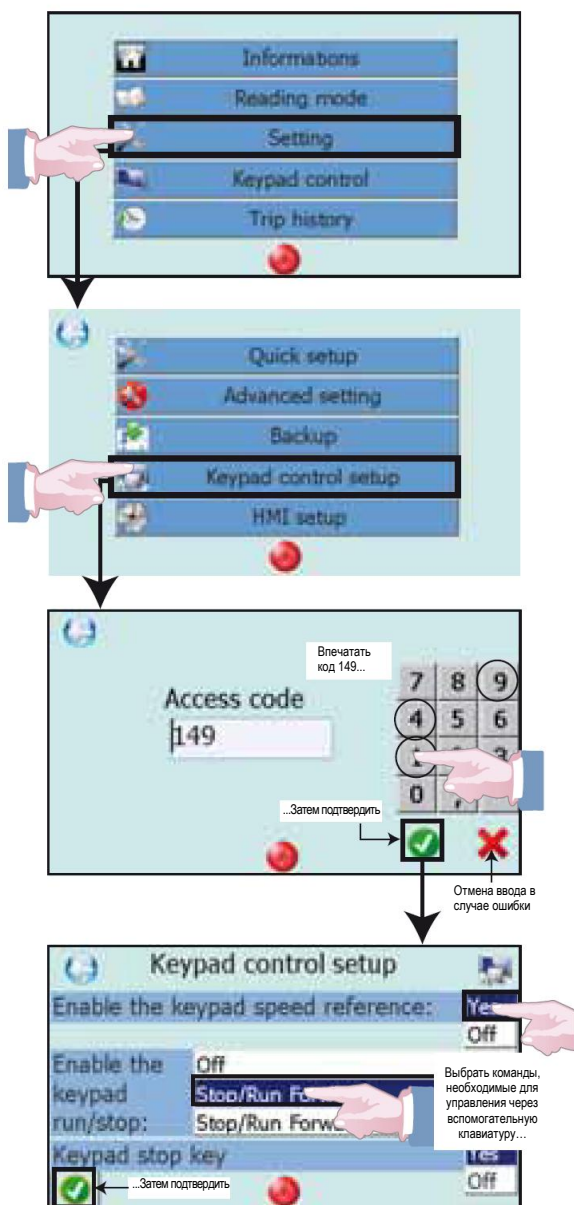 Informations
Reading mode
Setting
Keypad control
Trip history
Quick setup
Advanced setting
Backup
Keypad control setup
HMI setup
Впечатать
код 149...
Access code
149
7 8 9
4 5 6
1
0 ,
...Затем подтвердить
Отмена ввода в
случае ошибки
Keypad control setup
Enable the keypad speed reference:
Yes
Off
Enable the
keypad
run/stop:
Off
Stop/Run
Stop/Run
Выбрать команды,
необходимые для
управления через
вспомогательную
клавиатуру…
Keypad stop key
Yes
Off
...Затем подтвердить